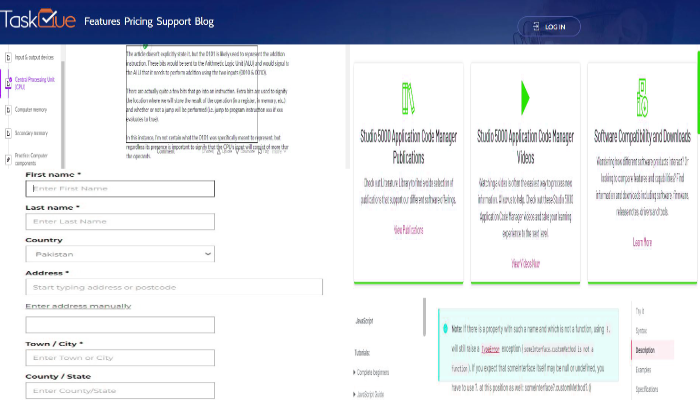 TaskQue
Features Pricing Support Blog
LOG IN
Input & output devices
Central Processing Unit
(CPU)
Computer memory
Secondary memory
Practice: Computer
components
The article doesn't explicitly state it, but the 0101 is likely used to represent the addition
instruction. These bits would be sent to the Arithmetic Logic Unit (ALU) and would signal to
the ALU that it needs to perform addition using the two inputs (0010 & 0010).
There are actually quite a few bits that go into an instruction. Extra bits are used to signify
the location where we will store the result of the operation (in a register, in memory, etc.)
and whether or not a jump will be performed (i.e. jump to program instruction xxx if xxx
evaluates to true).
In this instance, I'm not certain what the 0101 was specifically meant to represent, but
regardless its presence is important to signify that the CPU's input will consist of more than
the operands.
Comment
First name *
Enter First Name
Last name *
Enter Last Name
Country
Pakistan
Address *
Start typing address or postcode
Enter address manually
Town / City *
Enter Town or City
County / State
Enter County/State
Studio 5000 Application Code Manager
Publications
Check out Literature Library to find a wide selection of
publications that support our different software offerings.
View Publications
Studio 5000 Application Code Manager
Videos
Watching a video is often the easiest way to process new
information. Allow us to help. Check out these Studio 5000
Application Code Manager videos and take your learning
experience to the next level.
View Videos Now
Software Compatibility and Downloads
Wondering how different software products interact? Or
looking to compare features and capabilities? Find
information and downloads including software, firmware,
release notes, drivers and tools.
Learn More
JavaScript
Tutorials:
Complete beginners
JavaScript Guide
Note: If there is a property with such a name and which is not a function, using ?.
will still raise a TypeError exception (someInterface.customMethod is not a
function). If you expect that someInterface itself may be null or undefined, you
have to use ?. at this position as well: someInterface?.customMethod?.()
Try it
Syntax
Description
Examples
Specifications